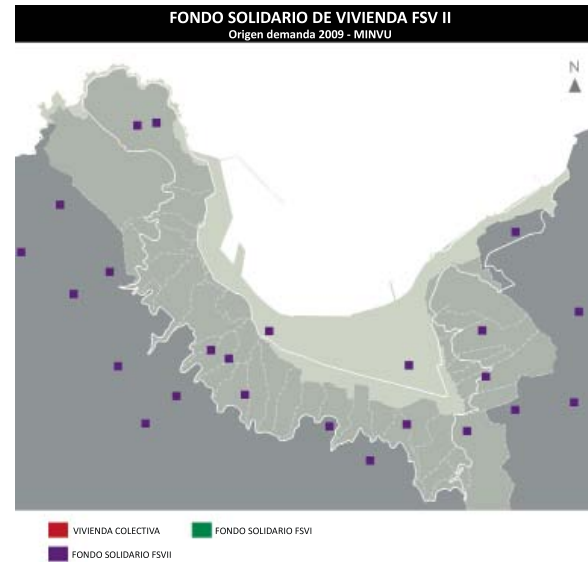 FONDO SOLIDARIO DE VIVIENDA FSV II
Origen demanda 2009 - MINVU
N
VIVIENDA COLECTIVA
FONDO SOLIDARIO FSVI
FONDO SOLIDARIO FSVII